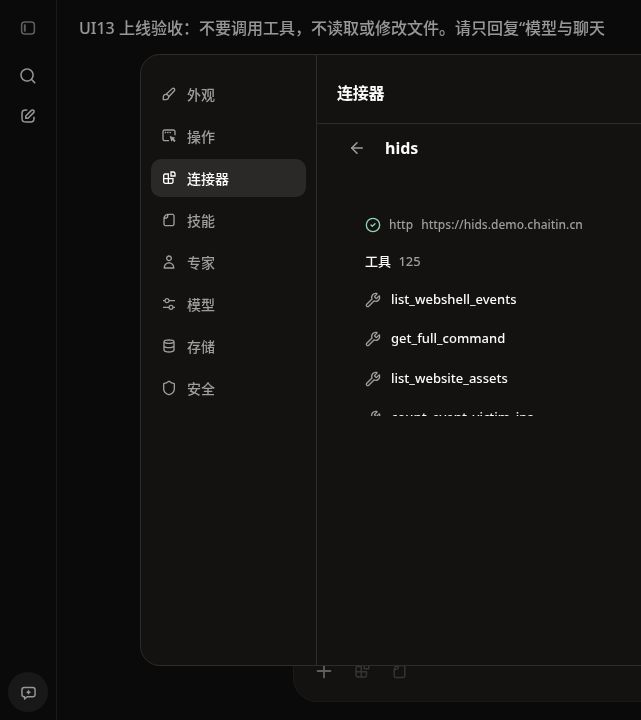 UI13 上线验收：不要调用工具，不读取或修改文件。请只回复“模型与聊天
外观
操作
连接器
技能
专家
模型
存储
安全
连接器
hids
http https://hids.demo.chaitin.cn
工具 125
list_webshell_events
get_full_command
list_website_assets